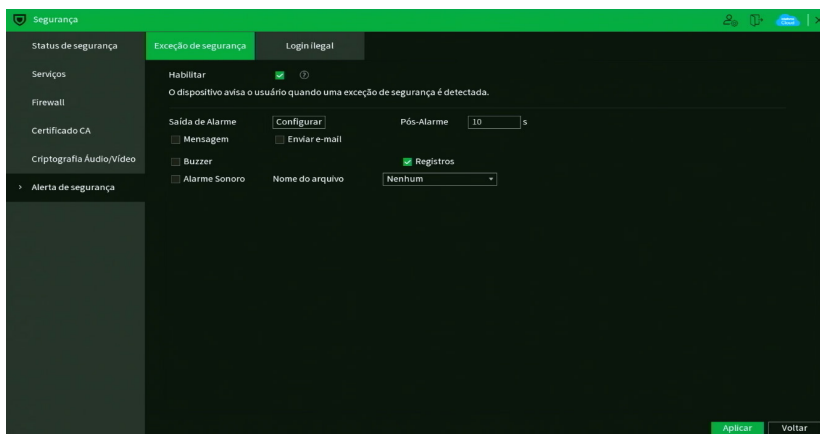 Segurança
Status de segurança
Serviços
Firewall
Certificado CA
Criptografia Áudio/Vídeo
Alerta de segurança
Exceção de segurança
Login ilegal
Habilitar
O dispositivo avisa o usuário quando uma exceção de segurança é detectada.
Saída de Alarme Configurar Pós-Alarme 10 s
Mensagem Enviar e-mail
Buzzer Registros
Alarme Sonoro Nome do arquivo Nenhum
Aplicar Voltar